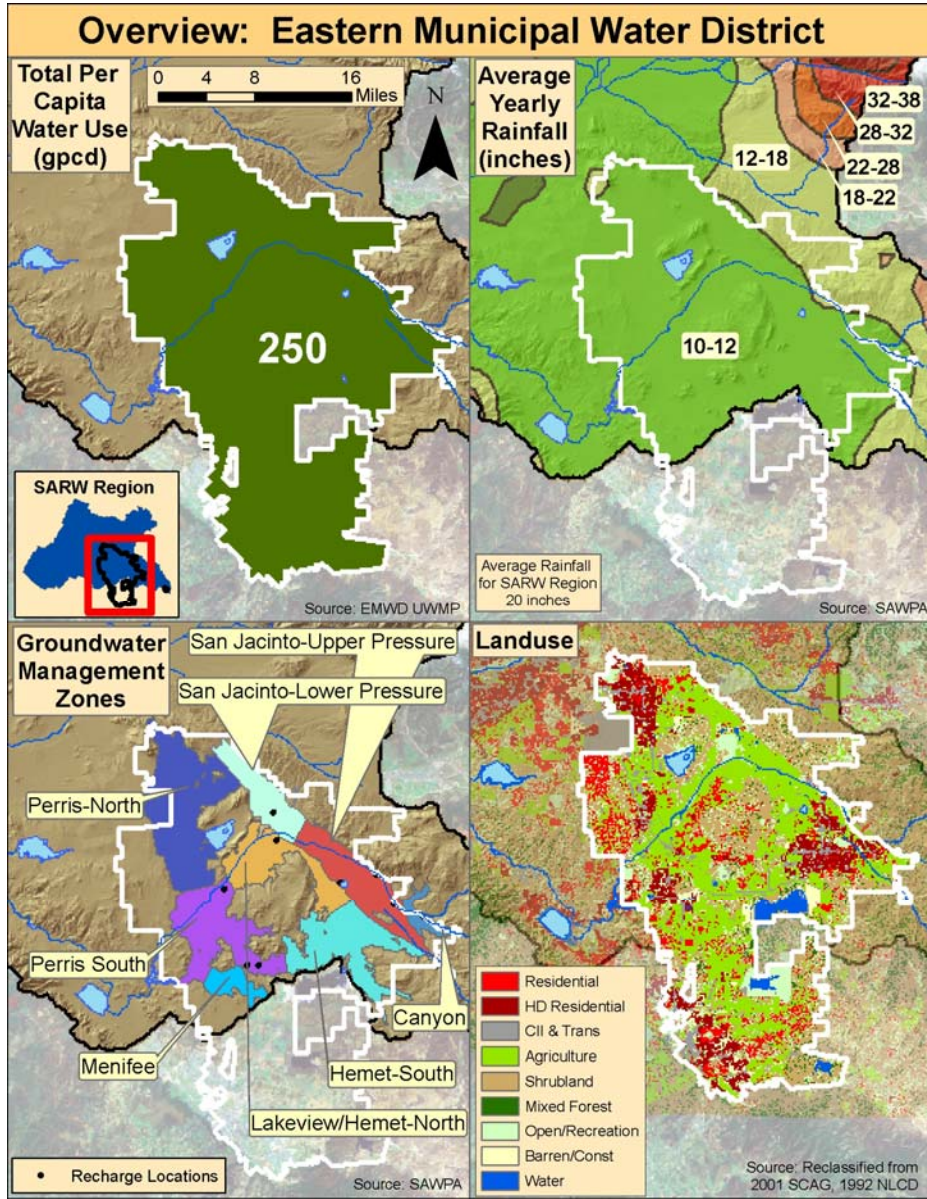 Overview: Eastern Municipal Water District
Total Per
Capita
Water Use
(gpcd)
0 4 8 16
Miles
N
250
SARW Region
Source: EMWD UWMP
Average
Yearly
Rainfall
(inches)
32-38
28-32
22-28
18-22
12-18
10-12
Average Rainfall
for SARW Region
20 inches
Source: SAWPA
Groundwater
Management
Zones
San Jacinto-Upper Pressure
San Jacinto-Lower Pressure
Perris-North
Perris South
Menifee
Canyon
Hemet-South
Lakeview/Hemet-North
Recharge Locations
Source: SAWPA
Landuse
Residential
HD Residential
CII & Trans
Agriculture
Shrubland
Mixed Forest
Open/Recreation
Barren/Const
Water
Source: Reclassified from
2001 SCAG, 1992 NLCD